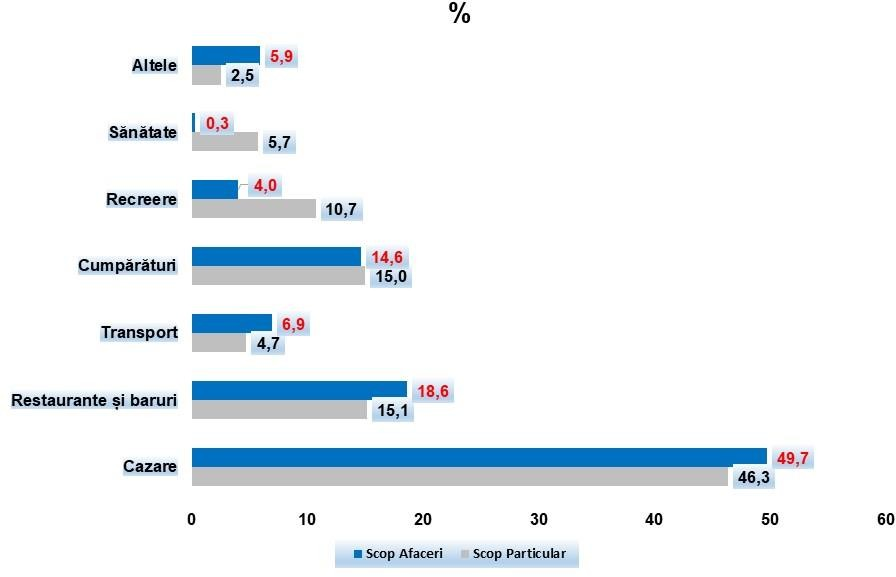 %
Altele
5,9
2,5
Sănătate
0,3
5,7
Recreere
4,0
10,7
Cumpărături
14,6
15,0
Transport
6,9
4,7
Restaurante și baruri
18,6
15,1
Cazare
49,7
46,3
0 10 20 30 40 50 60
Scop Afaceri Scop Particular